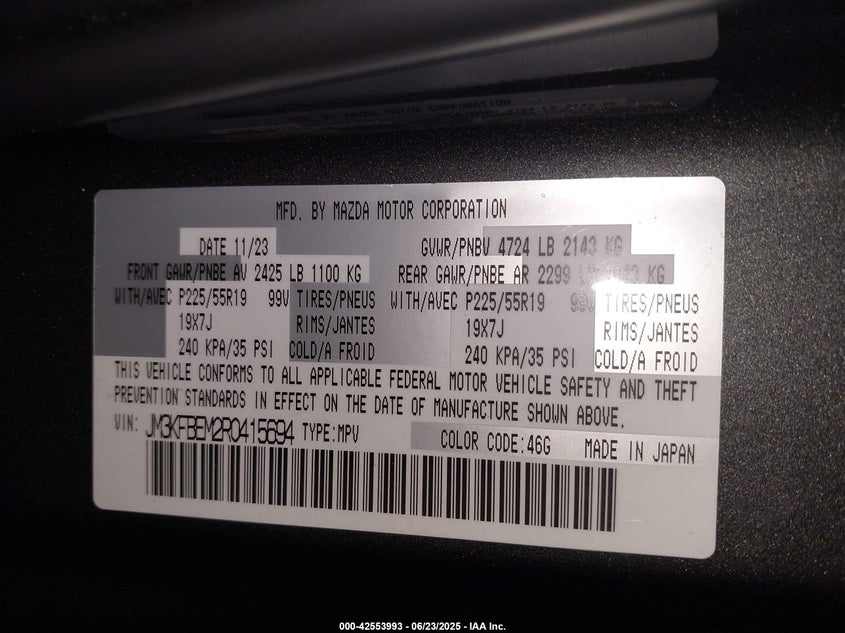 MFD. BY MAZDA MOTOR CORPORATION
DATE 11/23 GVWR/PNBV 4724 LB 2143 KG
FRONT GAWR/PNBE AV 2425 LB 1100 KG REAR GAWR/PNBE AR 2299 LB KG
WITH/AVEC P225/55R19 99V TIRES/PNEUS WITH/AVEC P225/55R19 99V TIRES/PNEUS
19X7J RIMS/JANTES 19X7J RIMS/JANTES
240 KPA/35 PSI COLD/A FROID 240 KPA/35 PSI COLD/A FROID
THIS VEHICLE CONFORMS TO ALL APPLICABLE FEDERAL MOTOR VEHICLE SAFETY AND THEFT
PREVENTION STANDARDS IN EFFECT ON THE DATE OF MANUFACTURE SHOWN ABOVE.
VIN: JM3KFBEM2R0415694 TYPE:MPV COLOR CODE:46G MADE IN JAPAN
000-42553993 - 06/23/2025 - IAA Inc.